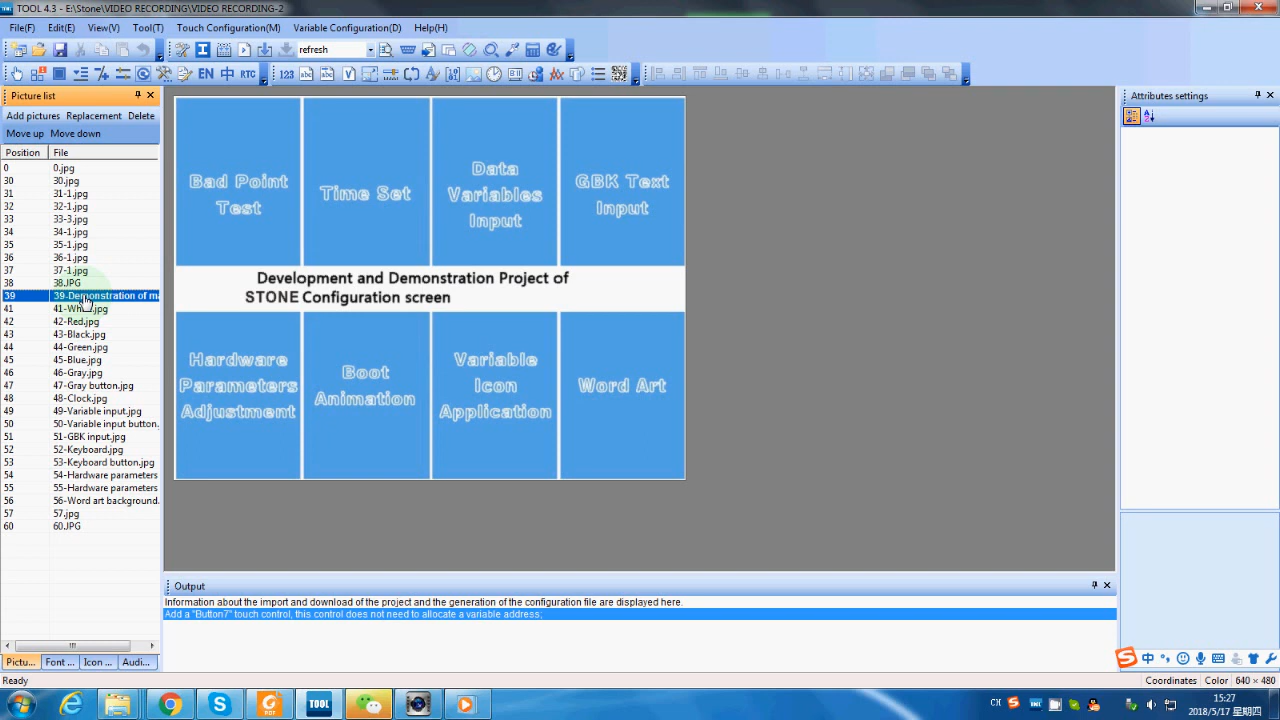 TOOL 4.3 - E:\Stone\VIDEO RECORDING\VIDEO RECORDING-2
File(F) Edit(E) View(V) Tool(T) Touch Configuration(M) Variable Configuration(D) Help(H)
refresh
EN 中 RTC 123
Picture list
Add pictures Replacement Delete
Move up Move down
Position File
0 0.jpg
30 30.jpg
31 31-1.jpg
32 32-1.jpg
33 33-3.jpg
34 34-1.jpg
35 35-1.jpg
36 36-1.jpg
37 37-1.jpg
38 38.JPG
39 39-Demonstration of ma
41 .jpg
42 42-Red.jpg
43 43-Black.jpg
44 44-Green.jpg
45 45-Blue.jpg
46 46-Gray.jpg
47 47-Gray button.jpg
48 48-Clock.jpg
49 49-Variable input.jpg
50 50-Variable input button.
51 51-GBK input.jpg
52 52-Keyboard.jpg
53 53-Keyboard button.jpg
54 54-Hardware parameters
55 55-Hardware parameters
56 56-Word art background.
57 57.jpg
60 60.JPG
Pictu... Font ... Icon ... Audi...
Bad Point
Test
Time Set
Data
Variables
Input
GBK Text
Input
Development and Demonstration Project of
STONE Configuration screen
Hardware
Parameters
Adjustment
Boot
Animation
Variable
Icon
Application
Word Art
Attributes settings
Output
Information about the import and download of the project and the generation of the configuration file are displayed here.
Add a "Button7" touch control, this control does not need to allocate a variable address;
中
Ready
Coordinates Color 640 × 480
PDF
TOOL
CH
15:27
2018/5/17 星期四